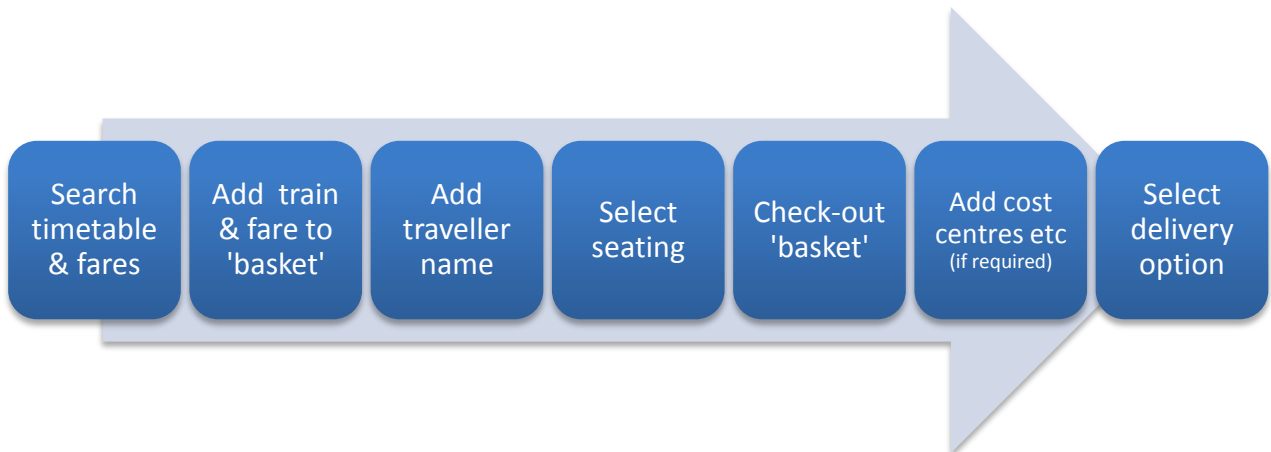 Search
timetable
& fares
Add train
& fare to
'basket'
Add
traveller
name
Select
seating
Check-out
'basket'
Add cost
centres etc
(if required)
Select
delivery
option